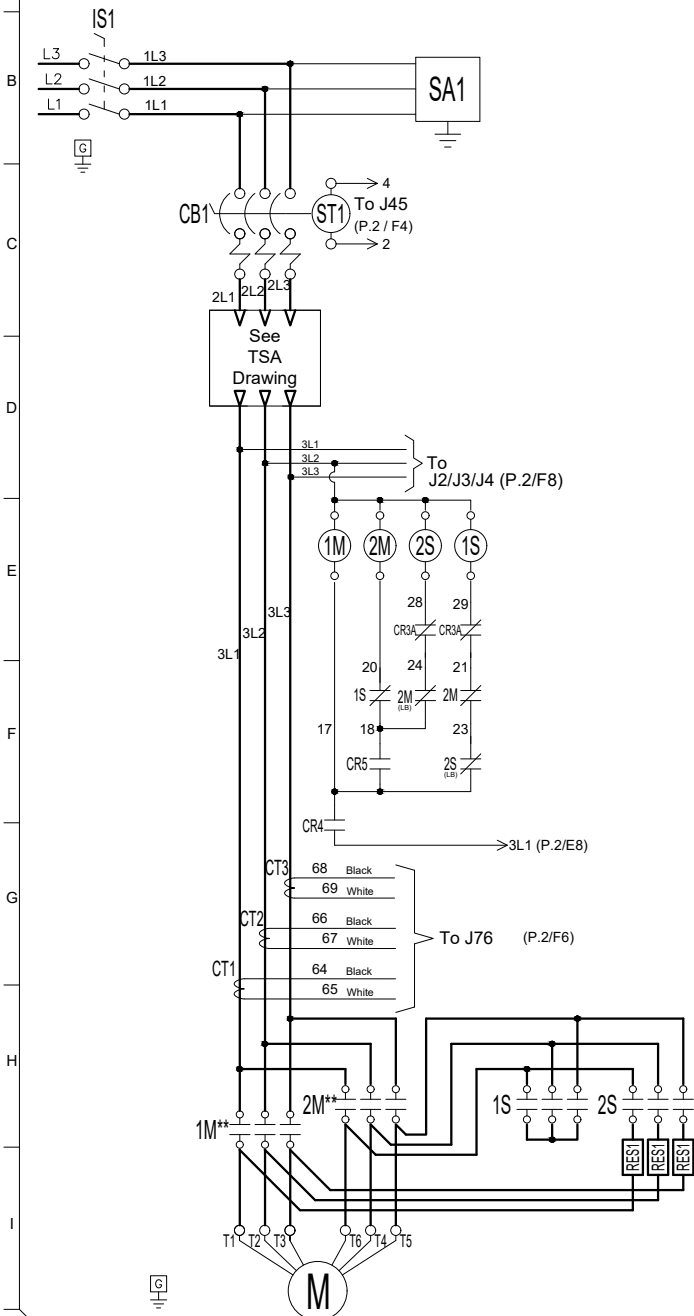 IS1
L3 1L3
B L2 1L2 SA1
L1 1L1
G
4
CB1 ST1 To J45
(P.2 / F4)
C 2
2L1 2L2 2L3
See
TSA
D Drawing
3L1
3L2 To
3L3 J2/J3/J4 (P.2/F8)
1M 2M 2S 1S
E
28 29
3L3 CR3A CR3A
3L2
3L1
20 24 21
1S 2M (LB) 2M
F 17 18 23
CR5 2S (LB)
CR4
3L1 (P.2/E8)
CT3 68 Black
G 69 White
CT2 66 Black
67 White To J76 (P.2/F6)
CT1 64 Black
65 White
H
1M** 2M** 1S 2S
RES1 RES1 RES1
I
T1 T2 T3 T6 T4 T5
G M